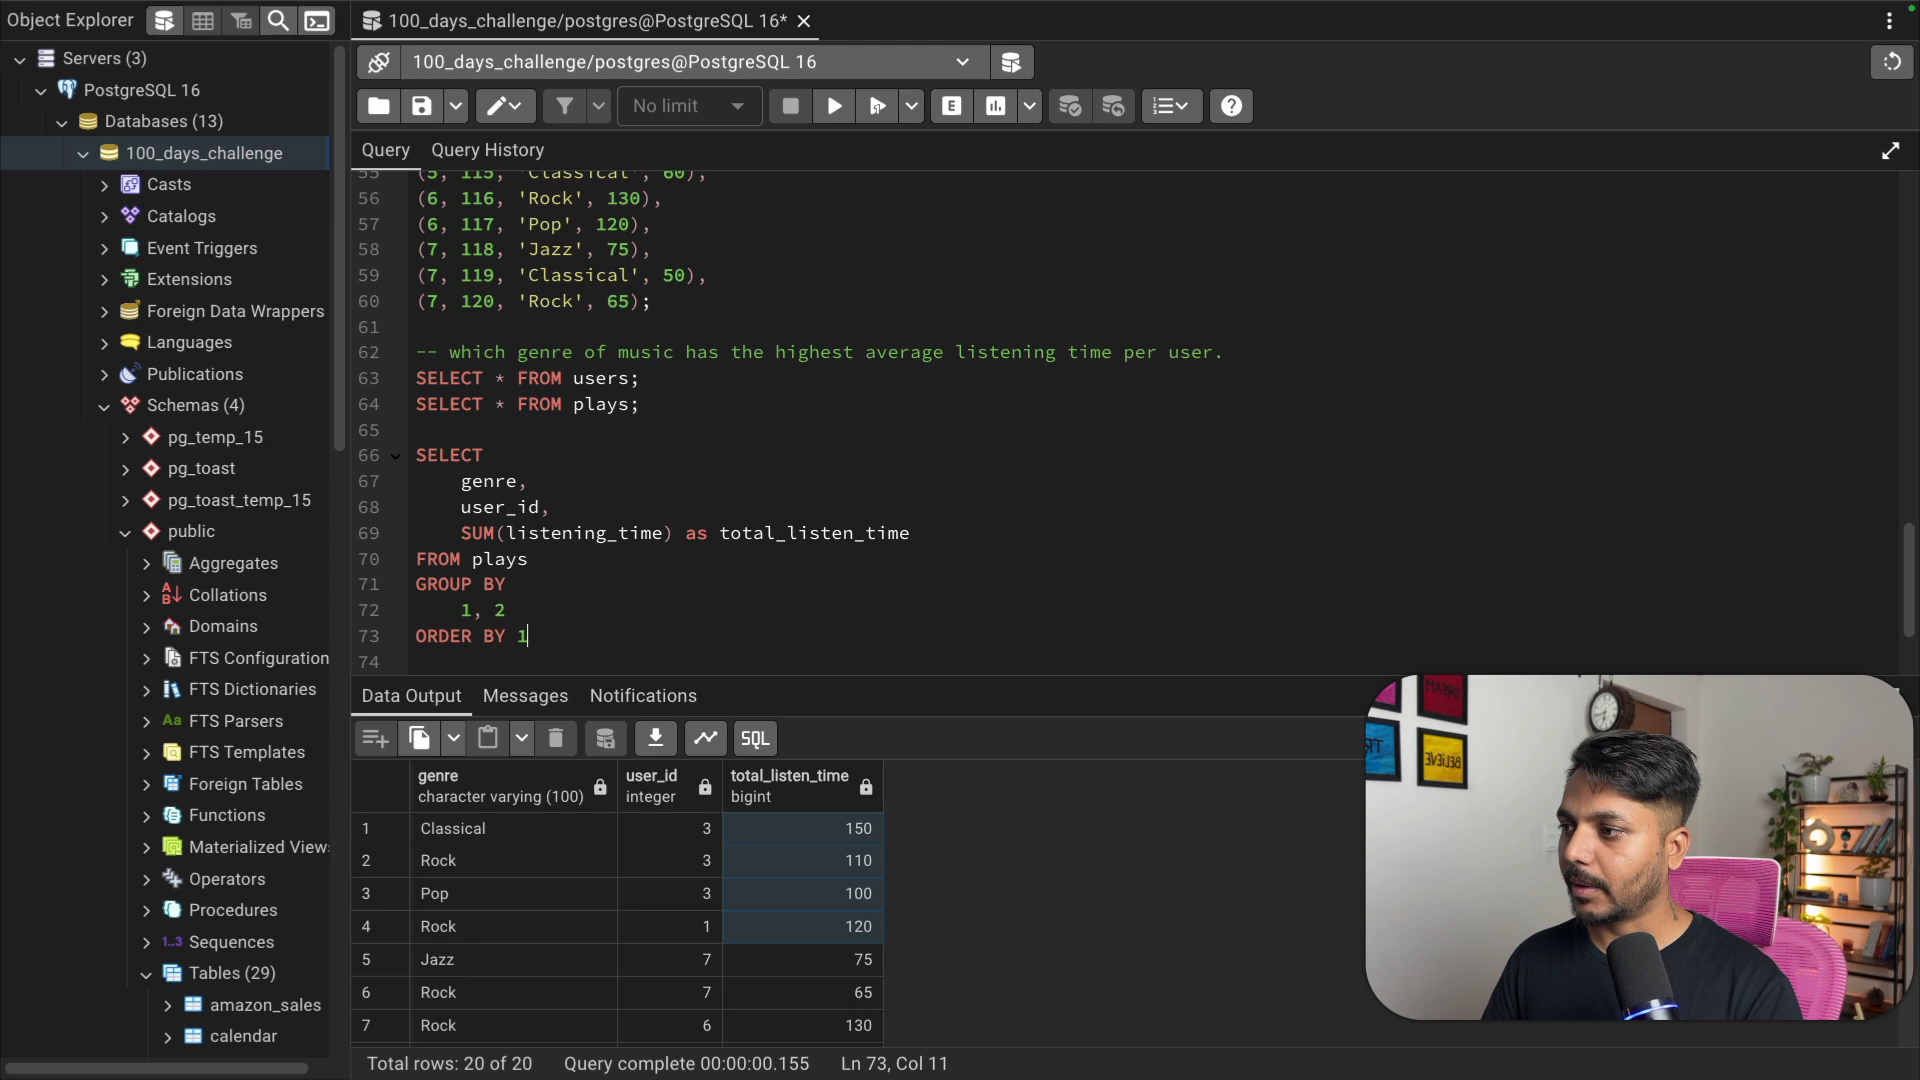 Object Explorer
Servers (3)
PostgreSQL 16
Databases (13)
100_days_challenge
Casts
Catalogs
Event Triggers
Extensions
Foreign Data Wrappers
Languages
Publications
Schemas (4)
pg_temp_15
pg_toast
pg_toast_temp_15
public
Aggregates
Collations
Domains
FTS Configuration
FTS Dictionaries
Aa FTS Parsers
FTS Templates
Foreign Tables
Functions
Materialized View
Operators
Procedures
1..3 Sequences
Tables (29)
amazon_sales
calendar
100_days_challenge/postgres@PostgreSQL 16*
100_days_challenge/postgres@PostgreSQL 16
No limit
E
Query Query History
55 (5, 115, 'Classical', 60),
56 (6, 116, 'Rock', 130),
57 (6, 117, 'Pop', 120),
58 (7, 118, 'Jazz', 75),
59 (7, 119, 'Classical', 50),
60 (7, 120, 'Rock', 65);
61
62 -- which genre of music has the highest average listening time per user.
63 SELECT * FROM users;
64 SELECT * FROM plays;
65
66 SELECT
67 genre,
68 user_id,
69 SUM(listening_time) as total_listen_time
70 FROM plays
71 GROUP BY
72 1, 2
73 ORDER BY 1
74
Data Output Messages Notifications
SQL
genre user_id total_listen_time
character varying (100) integer bigint
1 Classical 3 150
2 Rock 3 110
3 Pop 3 100
4 Rock 1 120
5 Jazz 7 75
6 Rock 7 65
7 Rock 6 130
Total rows: 20 of 20 Query complete 00:00:00.155 Ln 73, Col 11
DREAM
BELIEVE